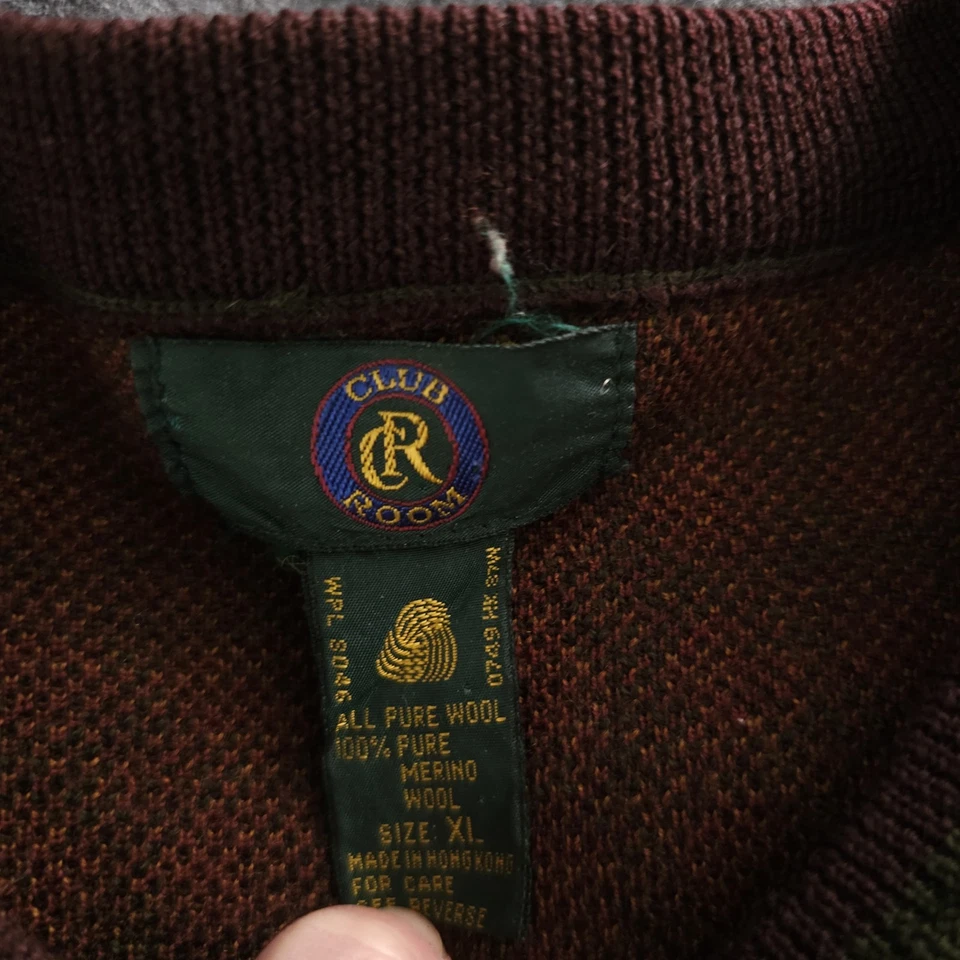 CLUB
CR
ROOM
WPL 8046
0749 HK 87W
ALL PURE WOOL
100% PURE
MERINO
WOOL
SIZE: XL
MADE IN HONG KONG
FOR CARE
SEE REVERSE